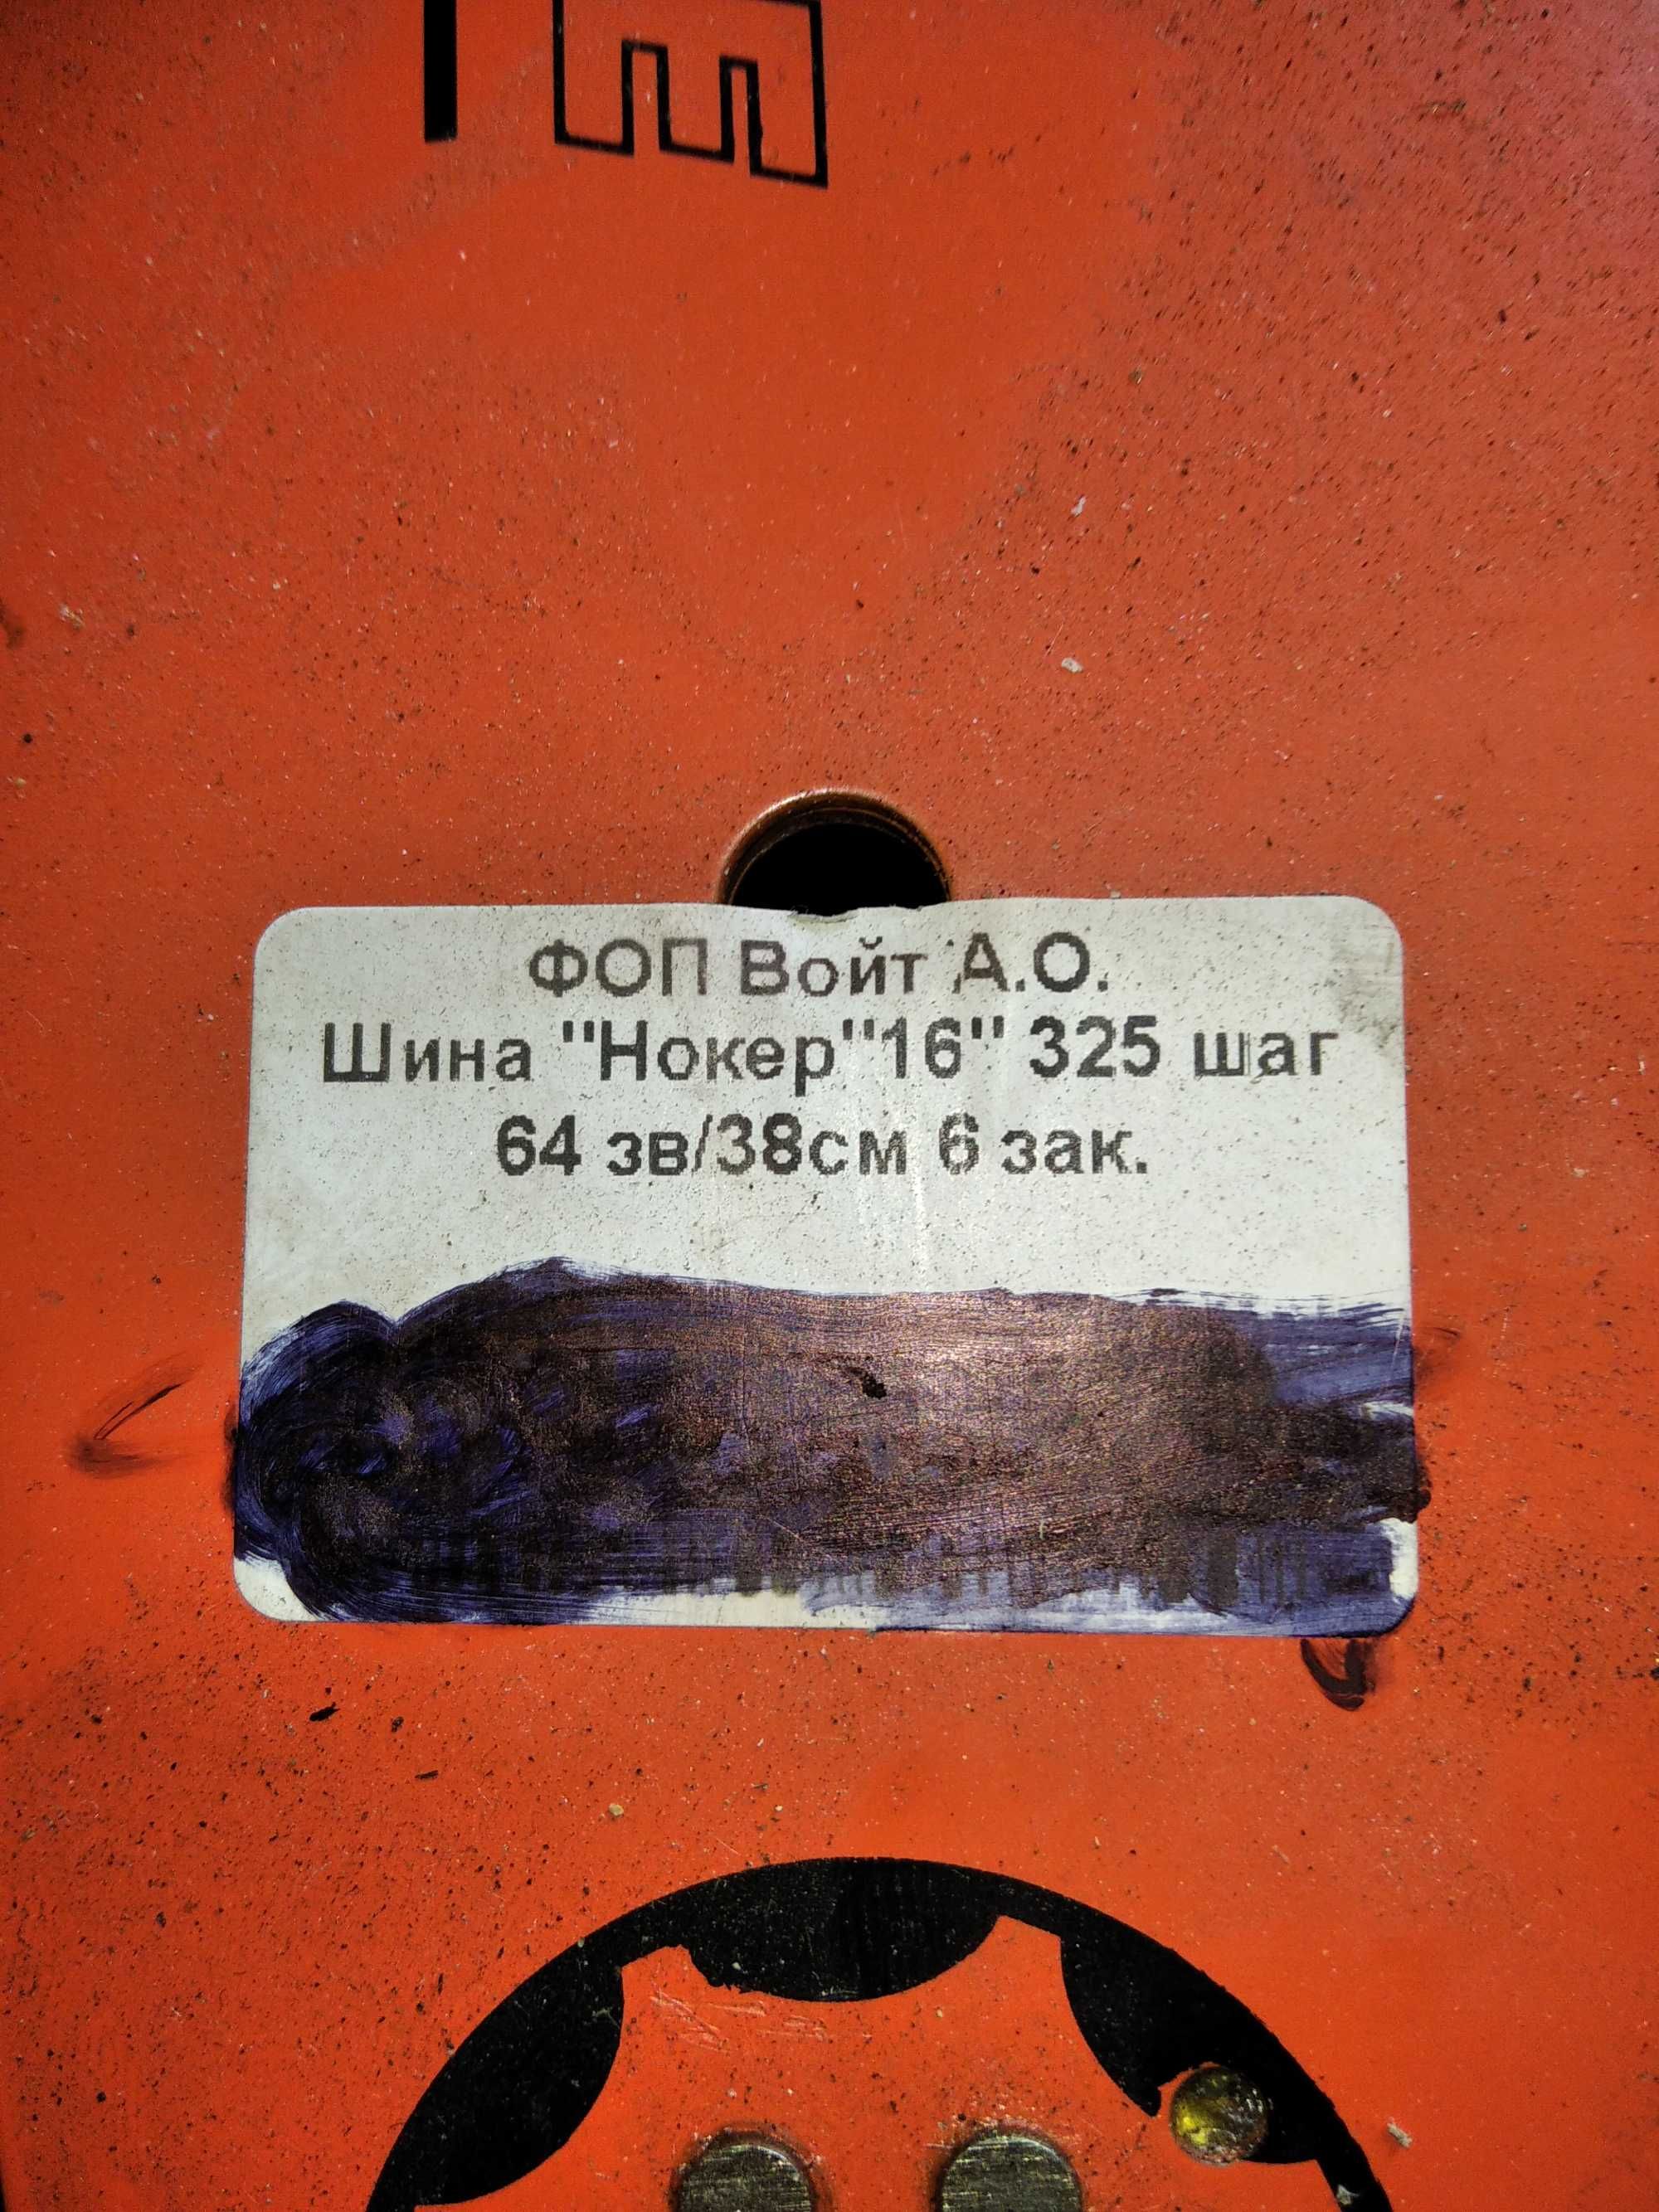 ФОП Войт А.О.
Шина "Нокер"16" 325 шаг
64 зв/38см 6 зак.